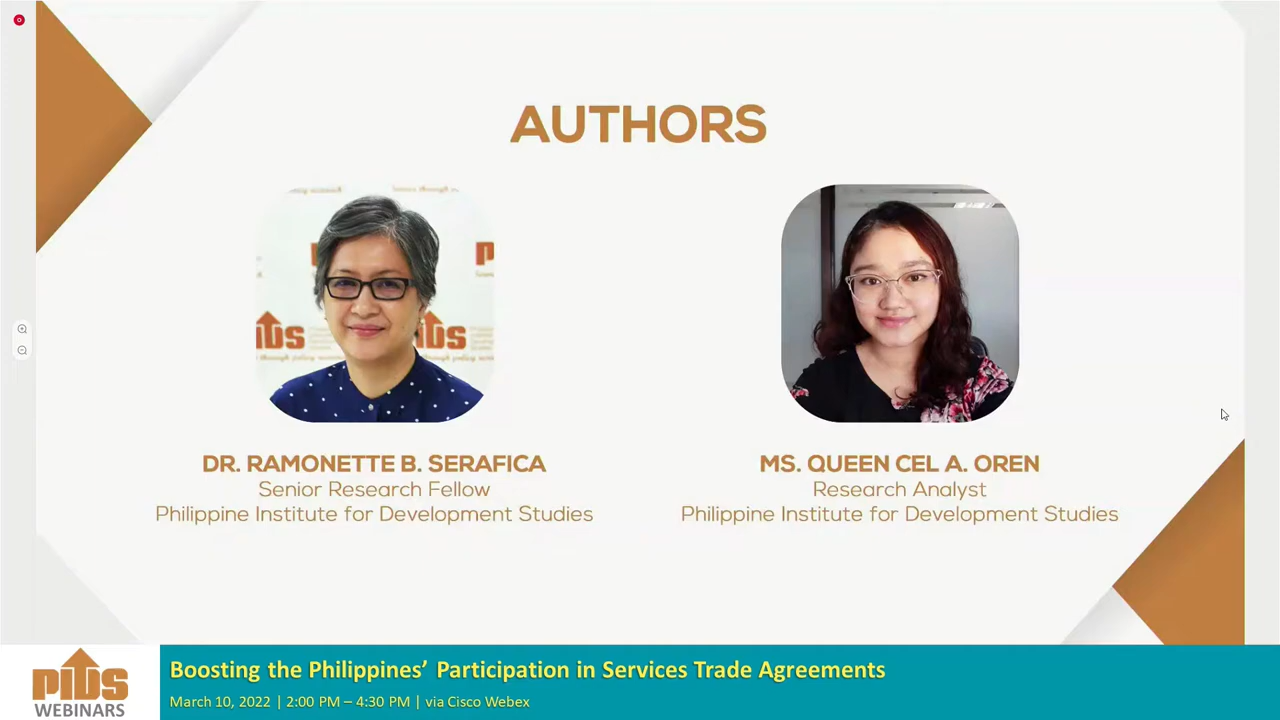 AUTHORS
DR. RAMONETTE B. SERAFICA
Senior Research Fellow
Philippine Institute for Development Studies
MS. QUEEN CEL A. OREN
Research Analyst
Philippine Institute for Development Studies
PIDS
WEBINARS
Boosting the Philippines’ Participation in Services Trade Agreements
March 10, 2022 | 2:00 PM – 4:30 PM | via Cisco Webex